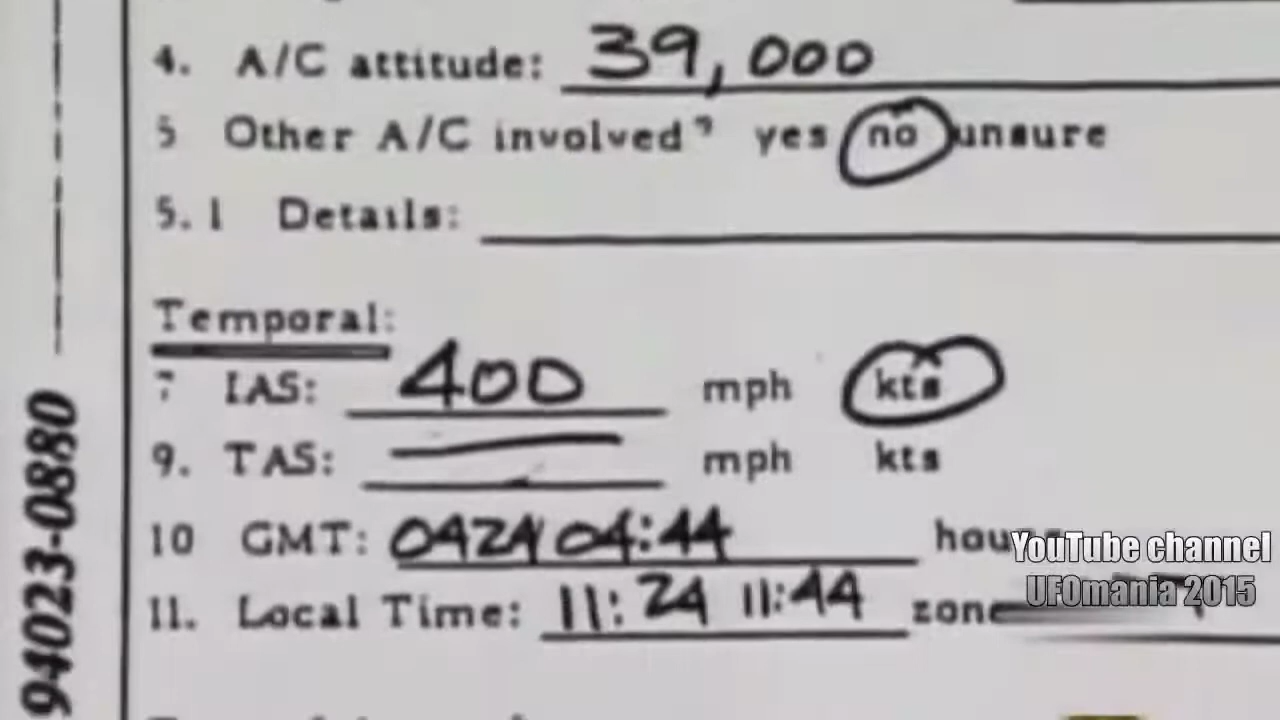 4. A/C attitude: 39,000
5 Other A/C involved? yes no unsure
5.1 Details:
Temporal:
7 IAS: 400 mph kts
9. TAS: mph kts
10 GMT: 0424 04:44
11. Local Time: 11:24 11:44 zone
94023-0880
YouTube channel
UFOmania 2015